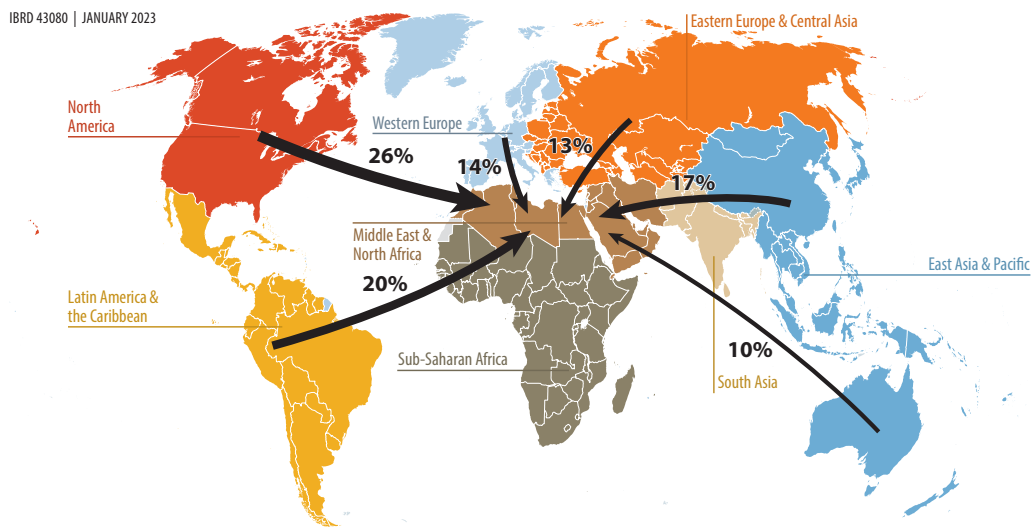 IBRD 43080 | JANUARY 2023
Eastern Europe & Central Asia
North
America
Western Europe
26%
14%
13%
17%
Middle East &
North Africa
East Asia & Pacific
20%
Latin America &
the Caribbean
10%
Sub-Saharan Africa
South Asia